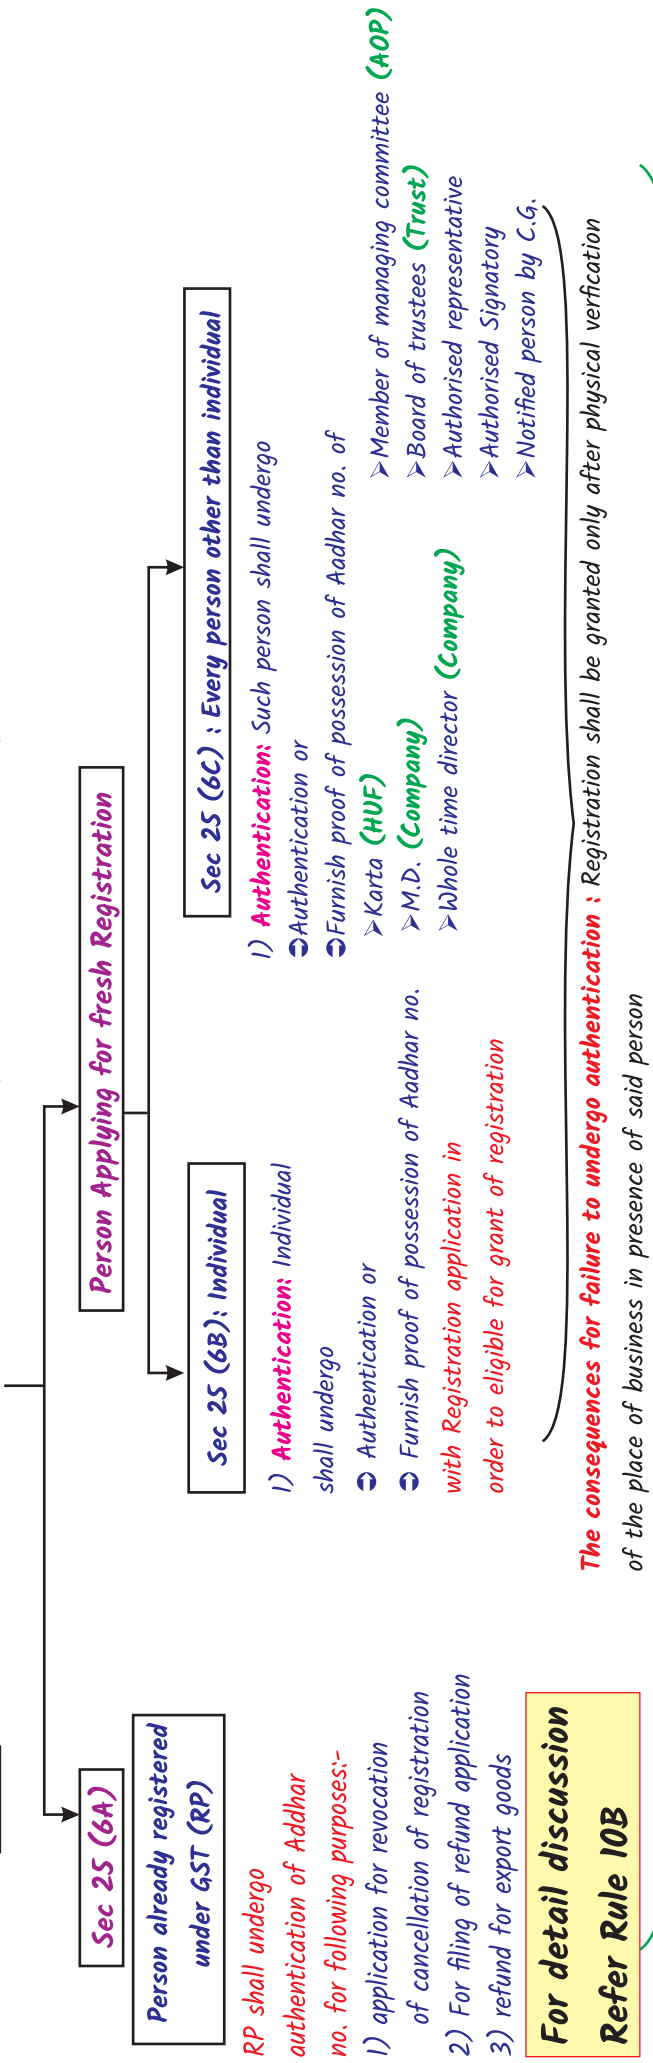 Sec 25 (6A)
Person already registered
under GST (RP)
RP shall undergo
authentication of Addhar
no. for following purposes:-
1) application for revocation
of cancellation of registration
2) For filing of refund application
3) refund for export goods
For detail discussion
Refer Rule 10B
Person Applying for fresh Registration
Sec 25 (6B): Individual
1) Authentication: Individual
shall undergo
➲ Authentication or
➲ Furnish proof of possession of Aadhar no.
with Registration application in
order to eligible for grant of registration
Sec 25 (6C) : Every person other than individual
1) Authentication: Such person shall undergo
➲Authentication or
➲Furnish proof of possession of Aadhar no. of
➢Karta (HUF)
➢M.D. (Company)
➢Whole time director (Company)
➢Member of managing committee (AOP)
➢Board of trustees (Trust)
➢Authorised representative
➢Authorised Signatory
➢Notified person by C.G.
The consequences for failure to undergo authentication : Registration shall be granted only after physical verfication
of the place of business in presence of said person